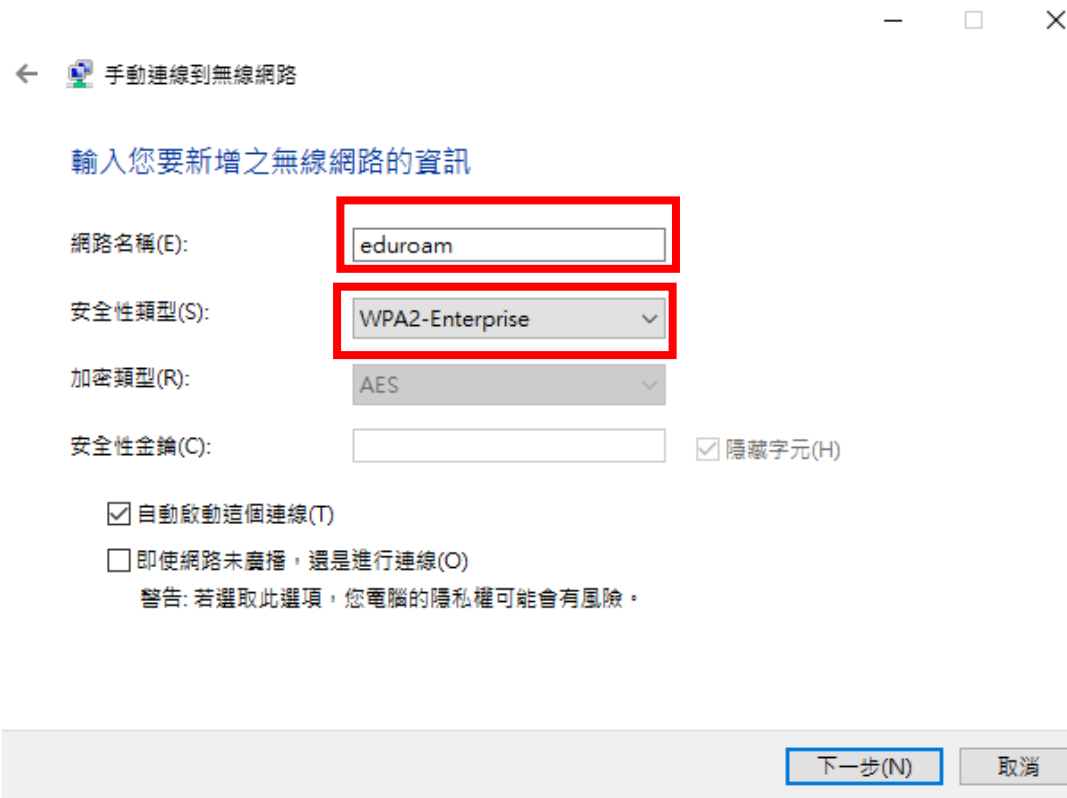 手動連線到無線網路
輸入您要新增之無線網路的資訊
網路名稱(E): eduroam
安全性類型(S): WPA2-Enterprise
加密類型(R): AES
安全性金鑰(C): 隱藏字元(H)
自動啟動這個連線(T)
即使網路未廣播，還是進行連線(O)
警告: 若選取此選項，您電腦的隱私權可能會有風險。
下一步(N) 取消